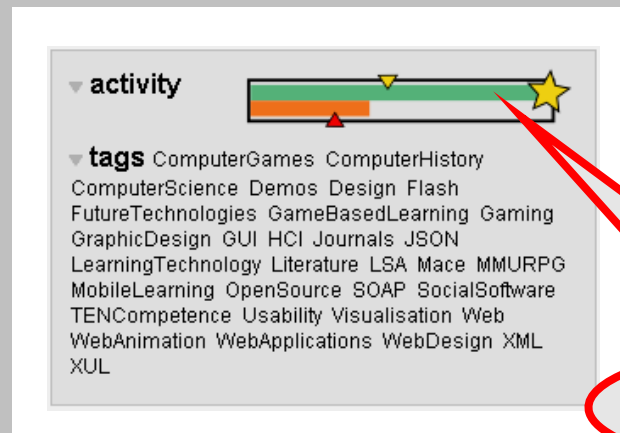 activity
tags ComputerGames ComputerHistory
ComputerScience Demos Design Flash
FutureTechnologies GameBasedLearning Gaming
GraphicDesign GUI HCI Journals JSON
LearningTechnology Literature LSA Mace MMURPG
MobileLearning OpenSource SOAP SocialSoftware
TENCompetence Usability Visualisation Web
WebAnimation WebApplications WebDesign XML
XUL